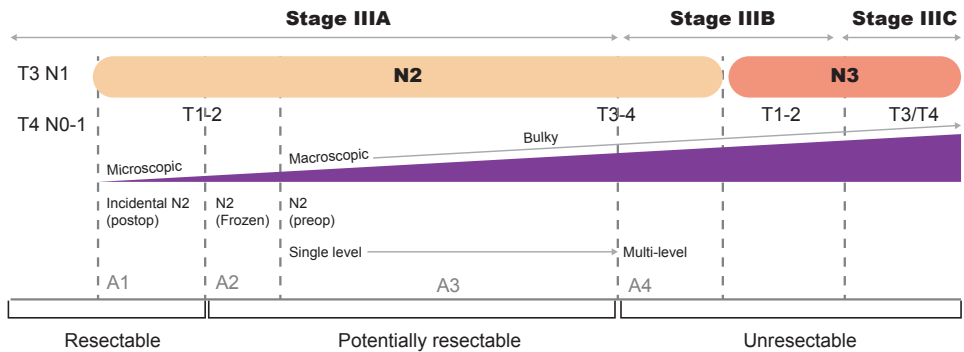 Stage IIIA
Stage IIIB
Stage IIIC
T3 N1
N2
N3
T4 N0-1
T1-2
T3-4
T1-2
T3/T4
Bulky
Microscopic
Macroscopic
Incidental N2
(postop)
N2
(Frozen)
N2
(preop)
Single level
Multi-level
A1
A2
A3
A4
Resectable
Potentially resectable
Unresectable